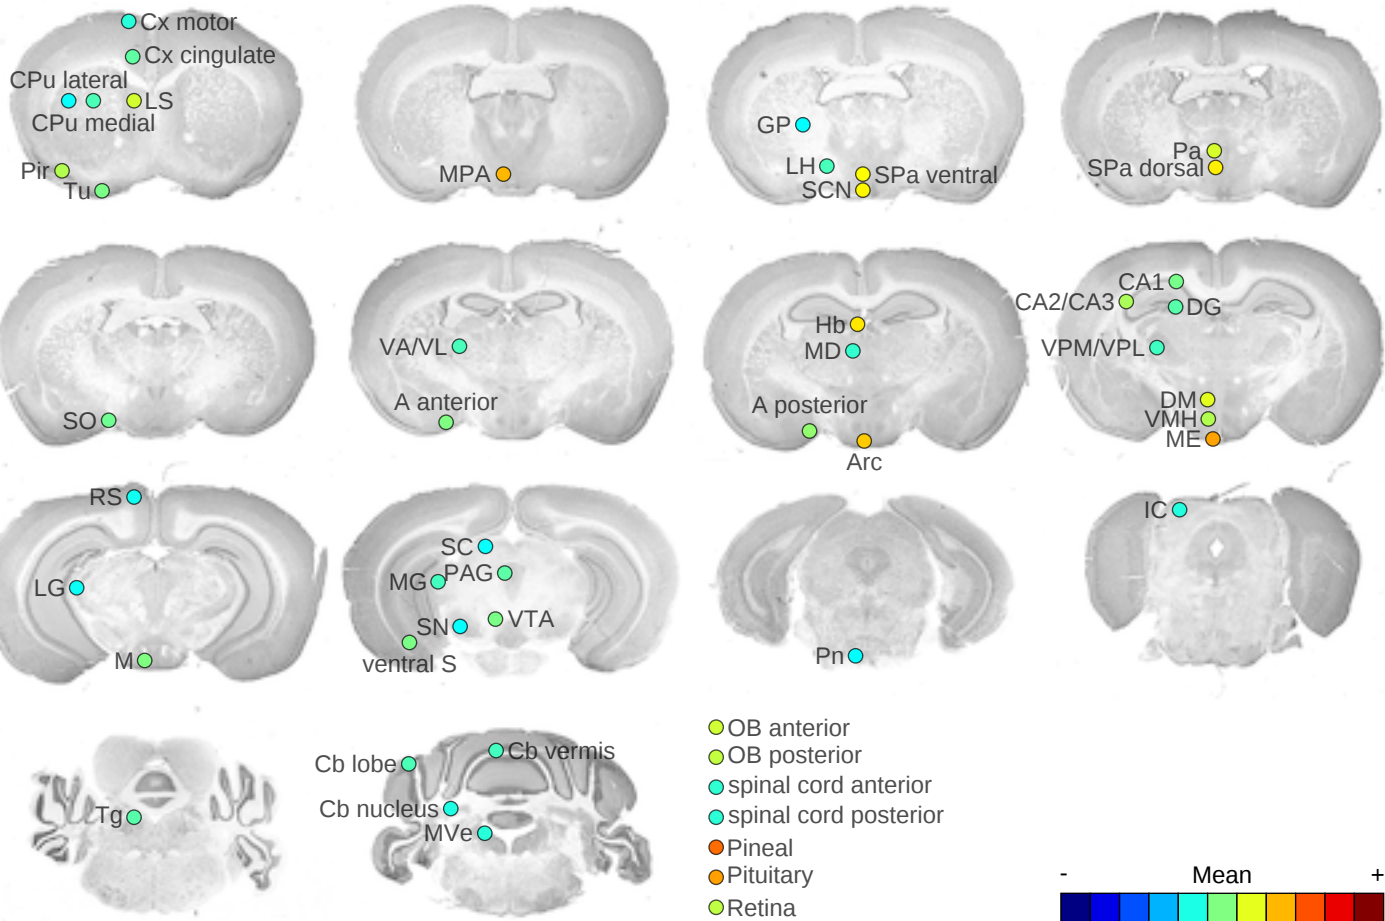 Cx motor
Cx cingulate
CPu lateral
LS
CPu medial
Pir
Tu
MPA
GP
LH
SPa ventral
SCN
Pa
SPa dorsal
SO
VA/VL
A anterior
Hb
MD
A posterior
Arc
CA1
CA2/CA3
DG
VPM/VPL
DM
VMH
ME
RS
LG
M
SC
PAG
MG
VTA
SN
ventral S
Pn
IC
Tg
Cb vermis
Cb lobe
Cb nucleus
MVe
OB anterior
OB posterior
spinal cord anterior
spinal cord posterior
Pineal
Pituitary
Retina
- Mean +